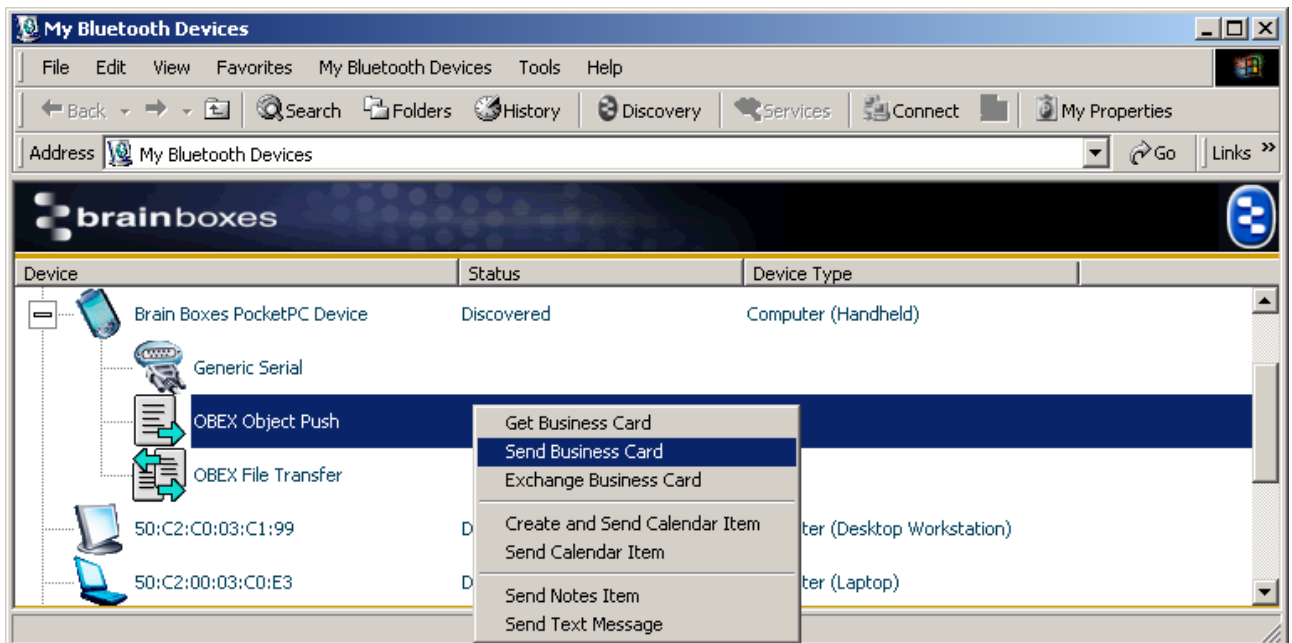 My Bluetooth Devices
File Edit View Favorites My Bluetooth Devices Tools Help
Back Search Folders History Discovery Services Connect My Properties
Address My Bluetooth Devices Go Links »
brainboxes
Device Status Device Type
Brain Boxes PocketPC Device Discovered Computer (Handheld)
Generic Serial
OBEX Object Push
Get Business Card
Send Business Card
OBEX File Transfer Exchange Business Card
50:C2:C0:03:C1:99 D Create and Send Calendar Item ter (Desktop Workstation)
Send Calendar Item
50:C2:00:03:C0:E3 D ter (Laptop)
Send Notes Item
Send Text Message